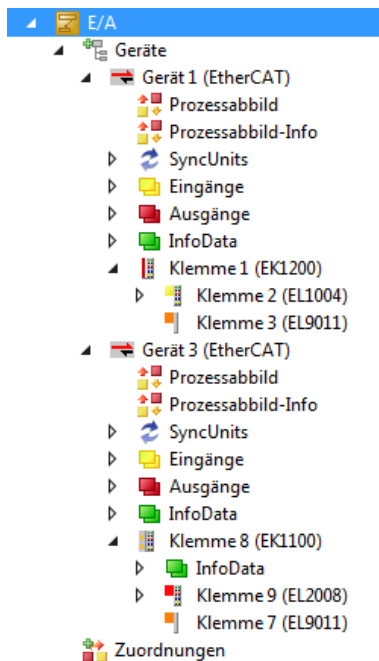 E/A
Geräte
Gerät 1 (EtherCAT)
Prozessabbild
Prozessabbild-Info
SyncUnits
Eingänge
Ausgänge
InfoData
Klemme 1 (EK1200)
Klemme 2 (EL1004)
Klemme 3 (EL9011)
Gerät 3 (EtherCAT)
Prozessabbild
Prozessabbild-Info
SyncUnits
Eingänge
Ausgänge
InfoData
Klemme 8 (EK1100)
InfoData
Klemme 9 (EL2008)
Klemme 7 (EL9011)
Zuordnungen